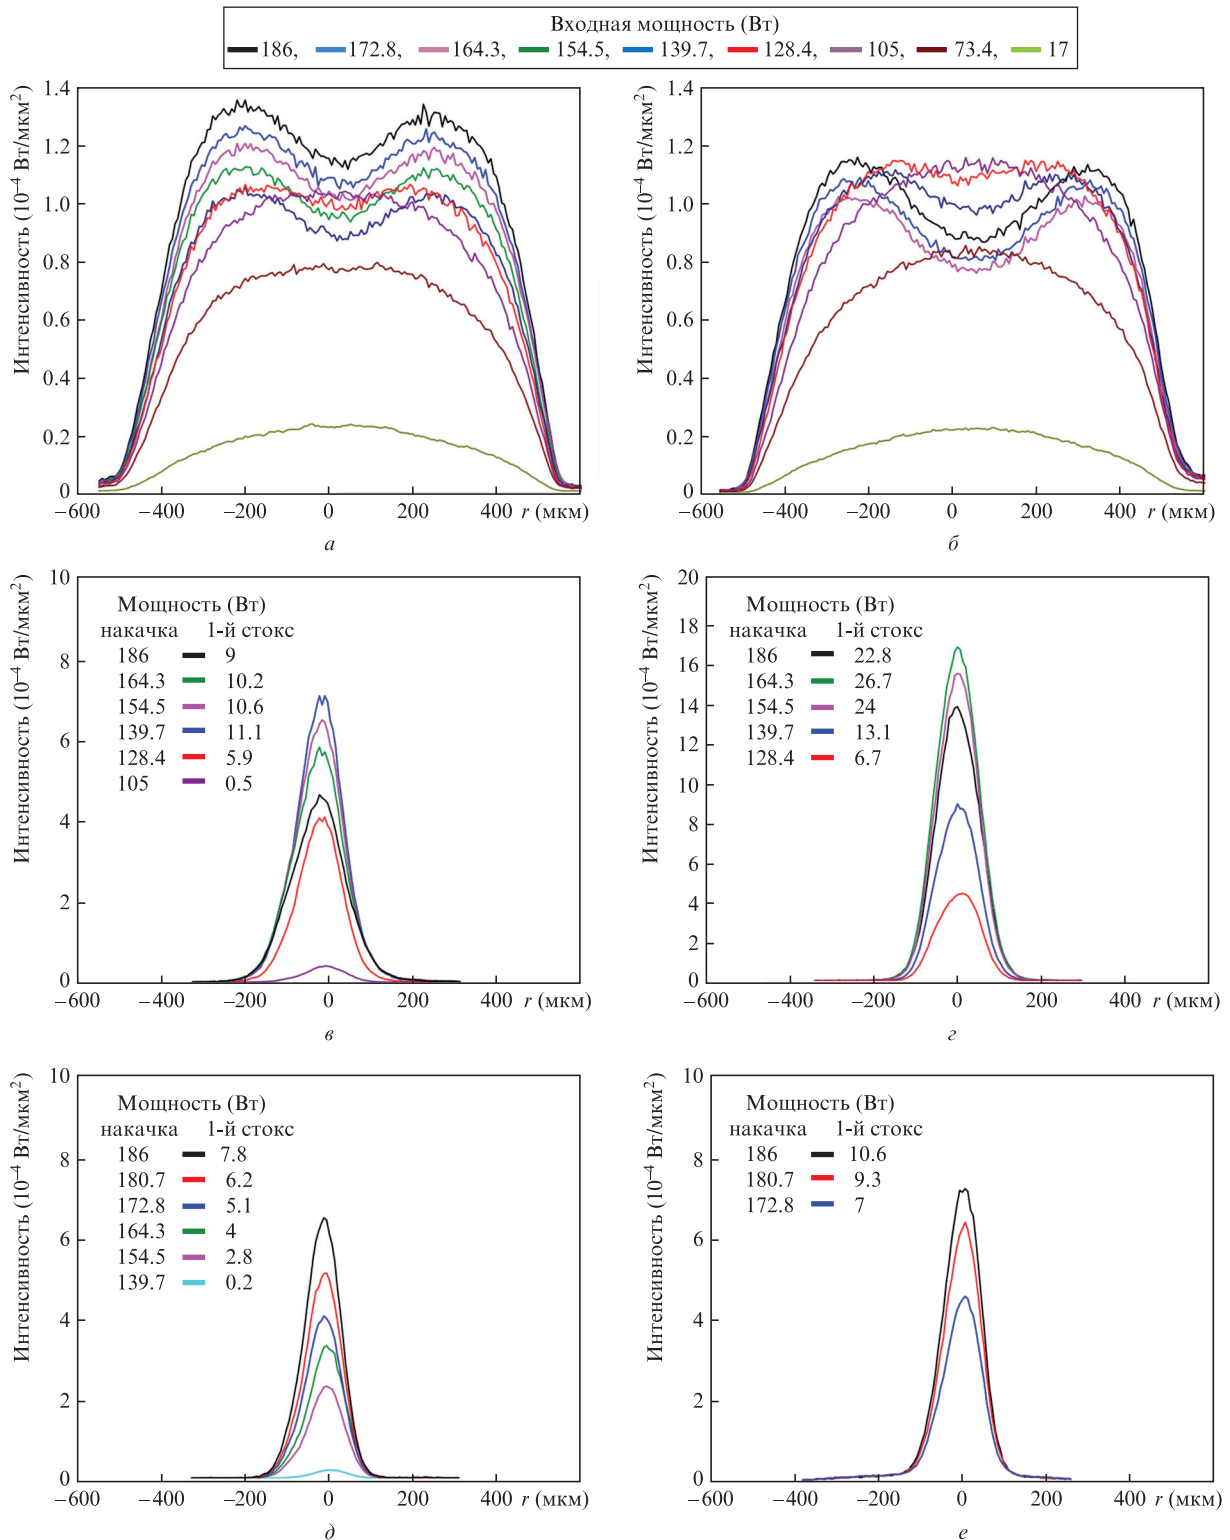 Входная мощность (Вт)
186, 172.8, 164.3, 154.5, 139.7, 128.4, 105, 73.4, 17
Интенсивность (10⁻⁴ Вт/мкм²)
1.4
1.2
1.0
0.8
0.6
0.4
0.2
0
−600 −400 −200 0 200 400 r (мкм)
а
Интенсивность (10⁻⁴ Вт/мкм²)
1.4
1.2
1.0
0.8
0.6
0.4
0.2
0
−600 −400 −200 0 200 400 r (мкм)
б
Интенсивность (10⁻⁴ Вт/мкм²)
10
8
6
4
2
0
Мощность (Вт)
накачка 1-й стокс
186 9
164.3 10.2
154.5 10.6
139.7 11.1
128.4 5.9
105 0.5
−600 −400 −200 0 200 400 r (мкм)
в
Интенсивность (10⁻⁴ Вт/мкм²)
20
18
16
14
12
10
8
6
4
2
0
Мощность (Вт)
накачка 1-й стокс
186 22.8
164.3 26.7
154.5 24
139.7 13.1
128.4 6.7
−600 −400 −200 0 200 400 r (мкм)
г
Интенсивность (10⁻⁴ Вт/мкм²)
10
8
6
4
2
0
Мощность (Вт)
накачка 1-й стокс
186 7.8
180.7 6.2
172.8 5.1
164.3 4
154.5 2.8
139.7 0.2
−600 −400 −200 0 200 400 r (мкм)
д
Интенсивность (10⁻⁴ Вт/мкм²)
10
8
6
4
2
0
Мощность (Вт)
накачка 1-й стокс
186 10.6
180.7 9.3
172.8 7
−600 −400 −200 0 200 400 r (мкм)
е